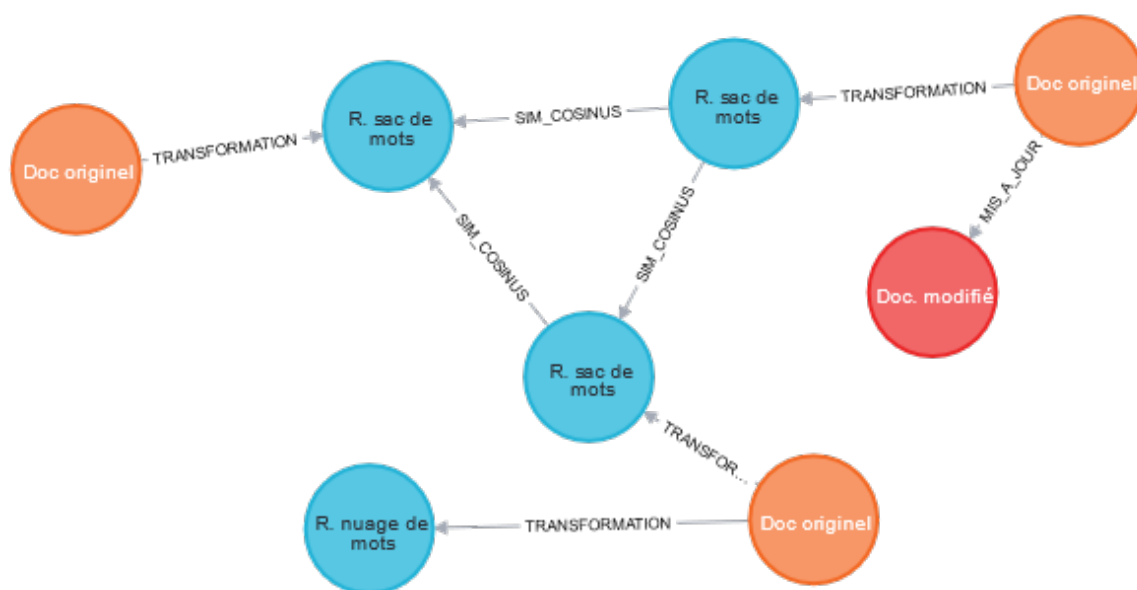 R. sac de
mots
SIM_COSINUS
R. sac de
mots
TRANSFORMATION
Doc originel
TRANSFORMATION
Doc originel
MIS_A_JOUR
SIM_COSINUS
SIM_COSINUS
Doc. modifié
R. sac de
mots
TRANSFOR...
R. nuage de
mots
TRANSFORMATION
Doc originel